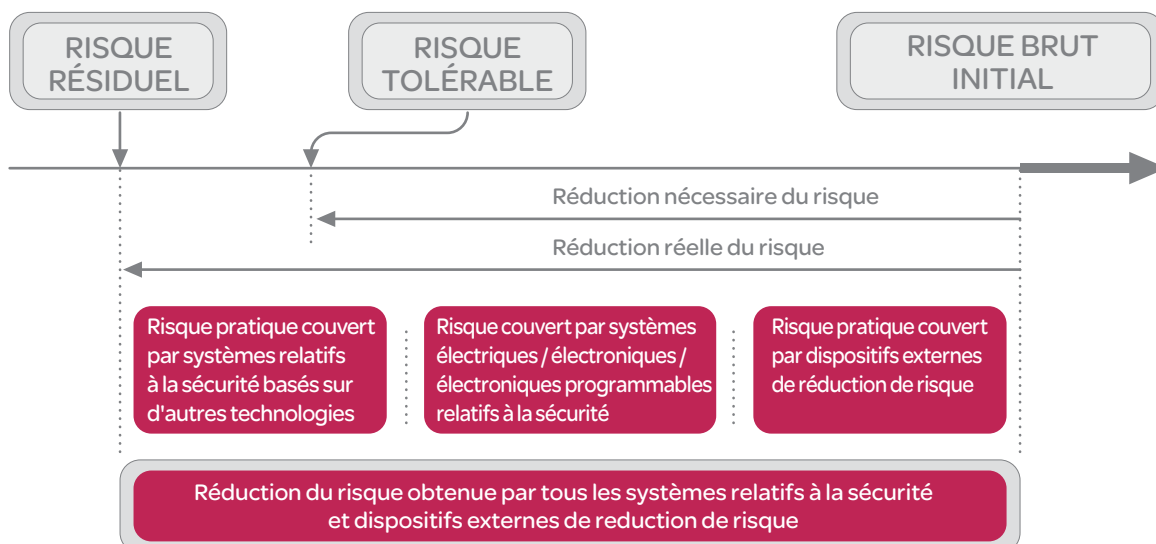 RISQUE
RÉSIDUEL
RISQUE
TOLÉRABLE
RISQUE BRUT
INITIAL
Réduction nécessaire du risque
Réduction réelle du risque
Risque pratique couvert
par systèmes relatifs
à la sécurité basés sur
d'autres technologies
Risque couvert par systèmes
électriques / électroniques /
électroniques programmables
relatifs à la sécurité
Risque pratique couvert
par dispositifs externes
de réduction de risque
Réduction du risque obtenue par tous les systèmes relatifs à la sécurité
et dispositifs externes de reduction de risque